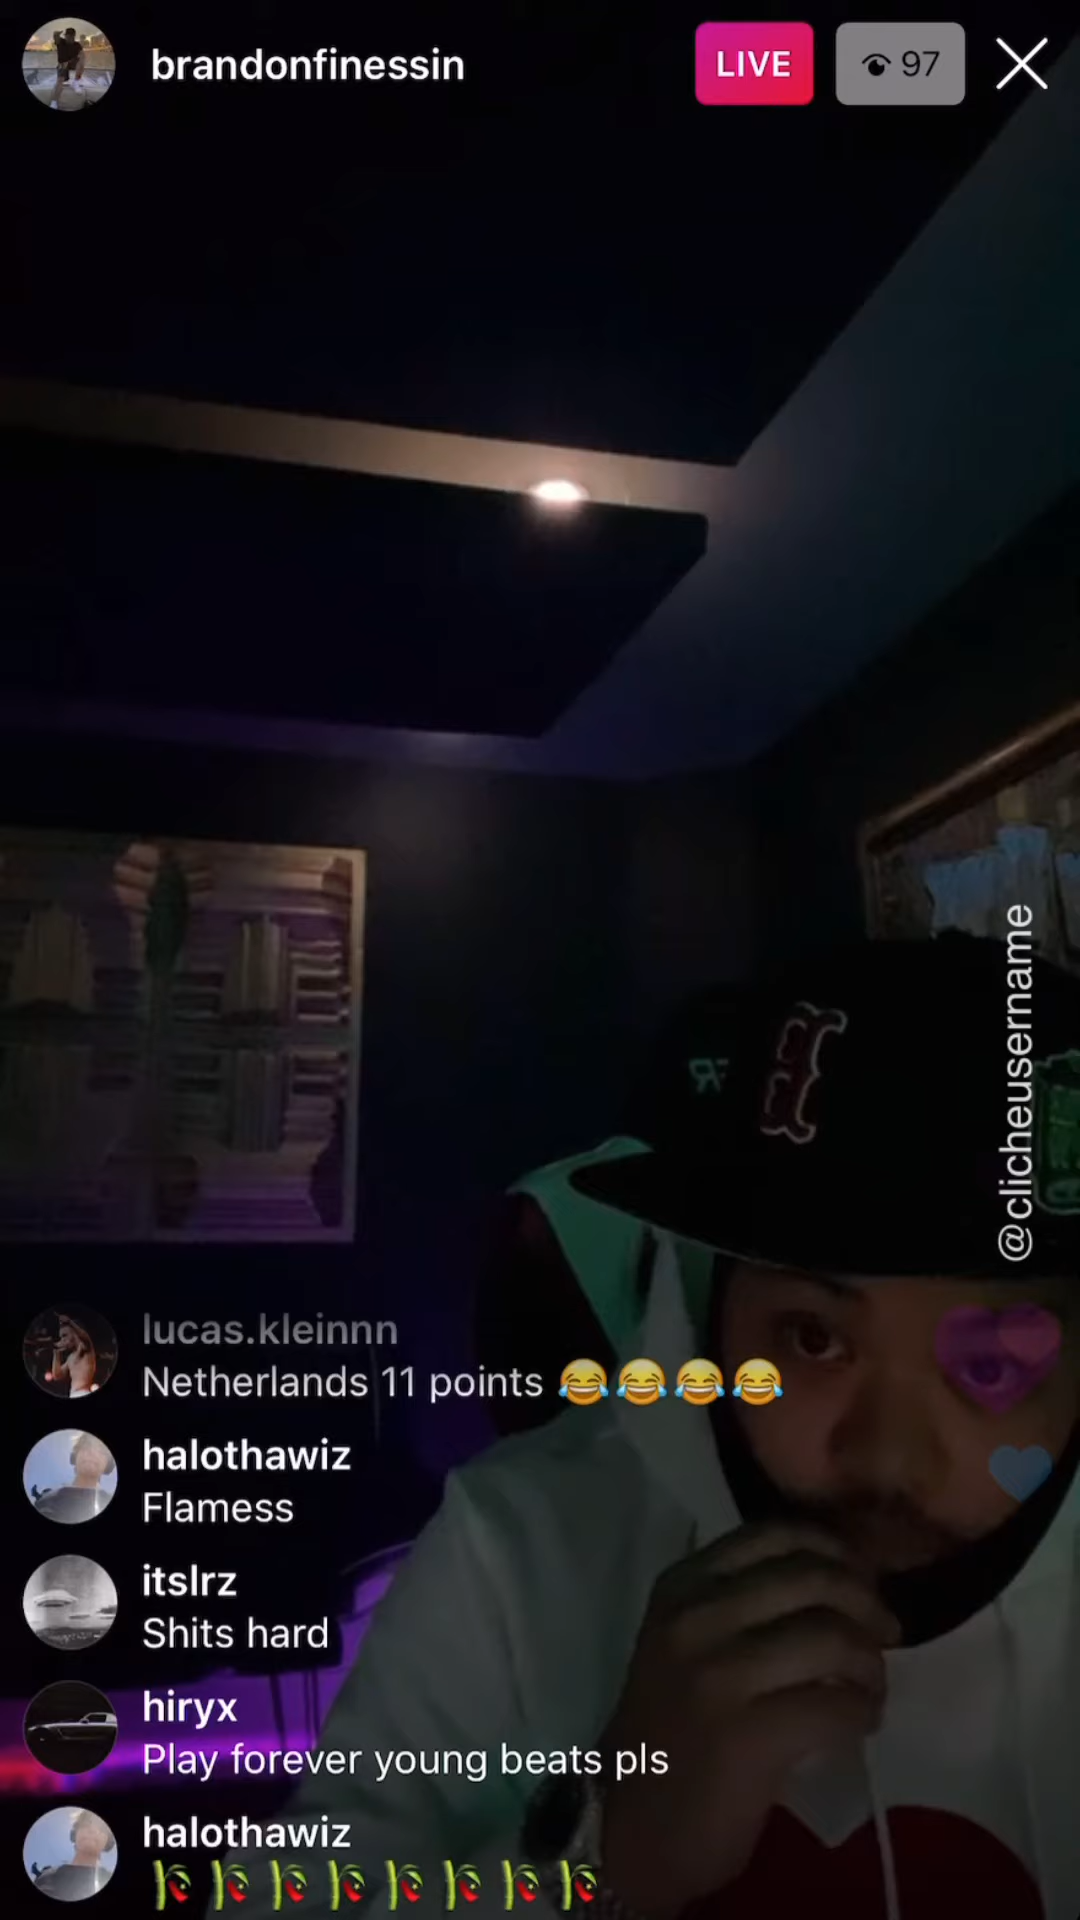 brandonfinessin
LIVE
97
@clicheusername
lucas.kleinnn
Netherlands 11 points 😂😂😂😂
halothawiz
Flamess
itslrz
Shits hard
hiryx
Play forever young beats pls
halothawiz